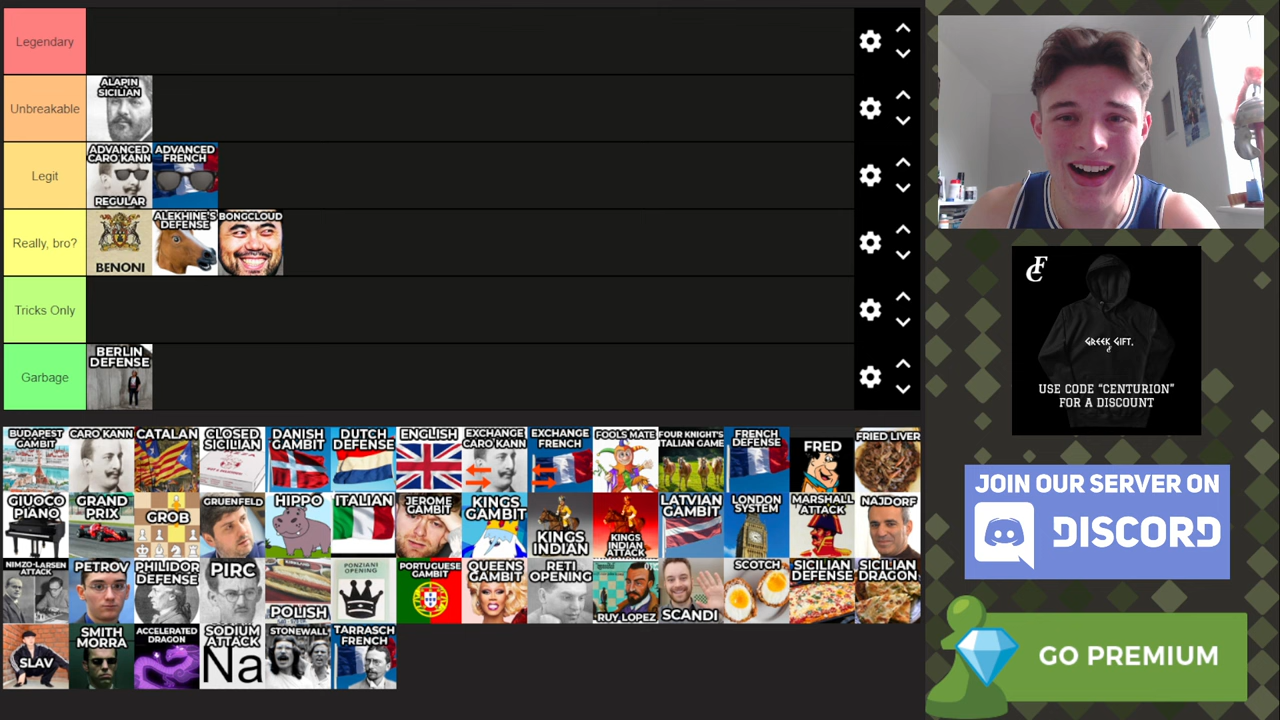 Legendary
Unbreakable
ALAPIN
SICILIAN
Legit
ADVANCED
CARO KANN
REGULAR
ADVANCED
FRENCH
Really, bro?
BENONI
ALEKHINE'S
DEFENSE
BONGCLOUD
Tricks Only
Garbage
BERLIN
DEFENSE
BUDAPEST
GAMBIT
CARO KANN
CATALAN
CLOSED
SICILIAN
DANISH
GAMBIT
DUTCH
DEFENSE
ENGLISH
EXCHANGE
CARO KANN
EXCHANGE
FRENCH
FOOLS MATE
FOUR KNIGHT'S
ITALIAN GAME
FRENCH
DEFENSE
FRED
FRIED LIVER
GIUOCO
PIANO
GRAND
PRIX
GROB
GRUENFELD
HIPPO
ITALIAN
JEROME
GAMBIT
KINGS
GAMBIT
KINGS
INDIAN
KINGS
INDIAN
ATTACK
LATVIAN
GAMBIT
LONDON
SYSTEM
MARSHALL
ATTACK
NAJDORF
NIMZO-LARSEN
ATTACK
PETROV
PHILIDOR
DEFENSE
PIRC
POLISH
PONZIANI
OPENING
PORTUGUESE
GAMBIT
QUEENS
GAMBIT
RETI
OPENING
RUY LOPEZ
SCANDI
SCOTCH
SICILIAN
DEFENSE
SICILIAN
DRAGON
SLAV
SMITH
MORRA
ACCELERATED
DRAGON
SODIUM
ATTACK
Na
STONEWALL
TARRASCH
FRENCH
GREEK GIFT.
USE CODE "CENTURION"
FOR A DISCOUNT
JOIN OUR SERVER ON
DISCORD
GO PREMIUM